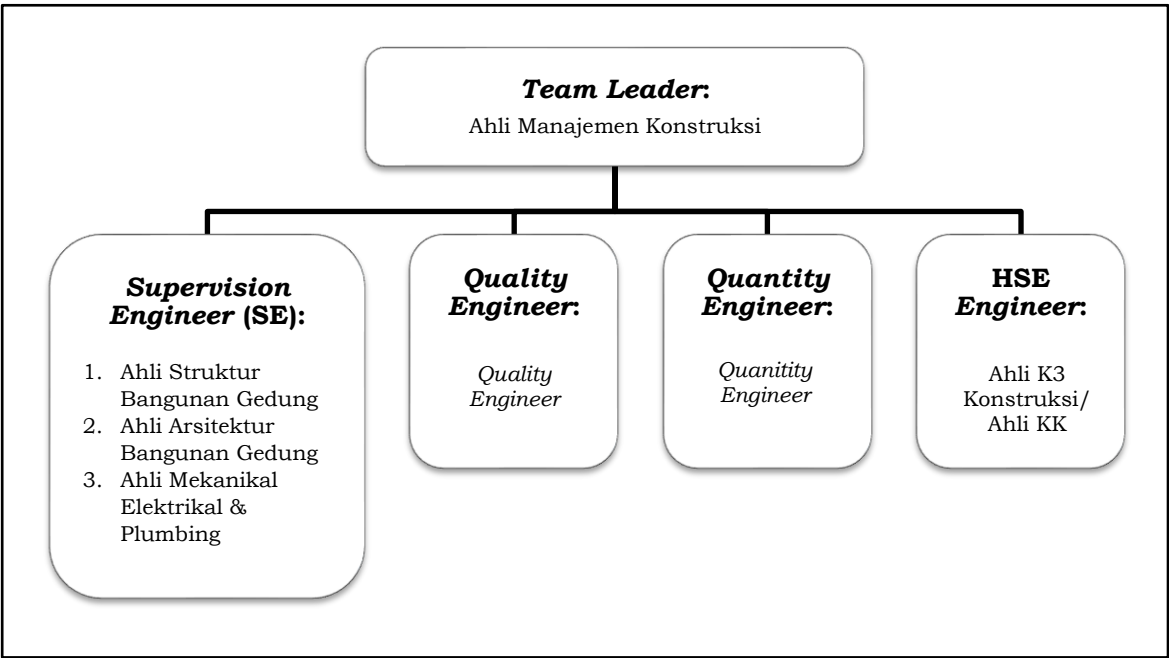 Team Leader:
Ahli Manajemen Konstruksi
Supervision
Engineer (SE):
1. Ahli Struktur
Bangunan Gedung
2. Ahli Arsitektur
Bangunan Gedung
3. Ahli Mekanikal
Elektrikal &
Plumbing
Quality
Engineer:
Quality
Engineer
Quantity
Engineer:
Quanitity
Engineer
HSE
Engineer:
Ahli K3
Konstruksi/
Ahli KK